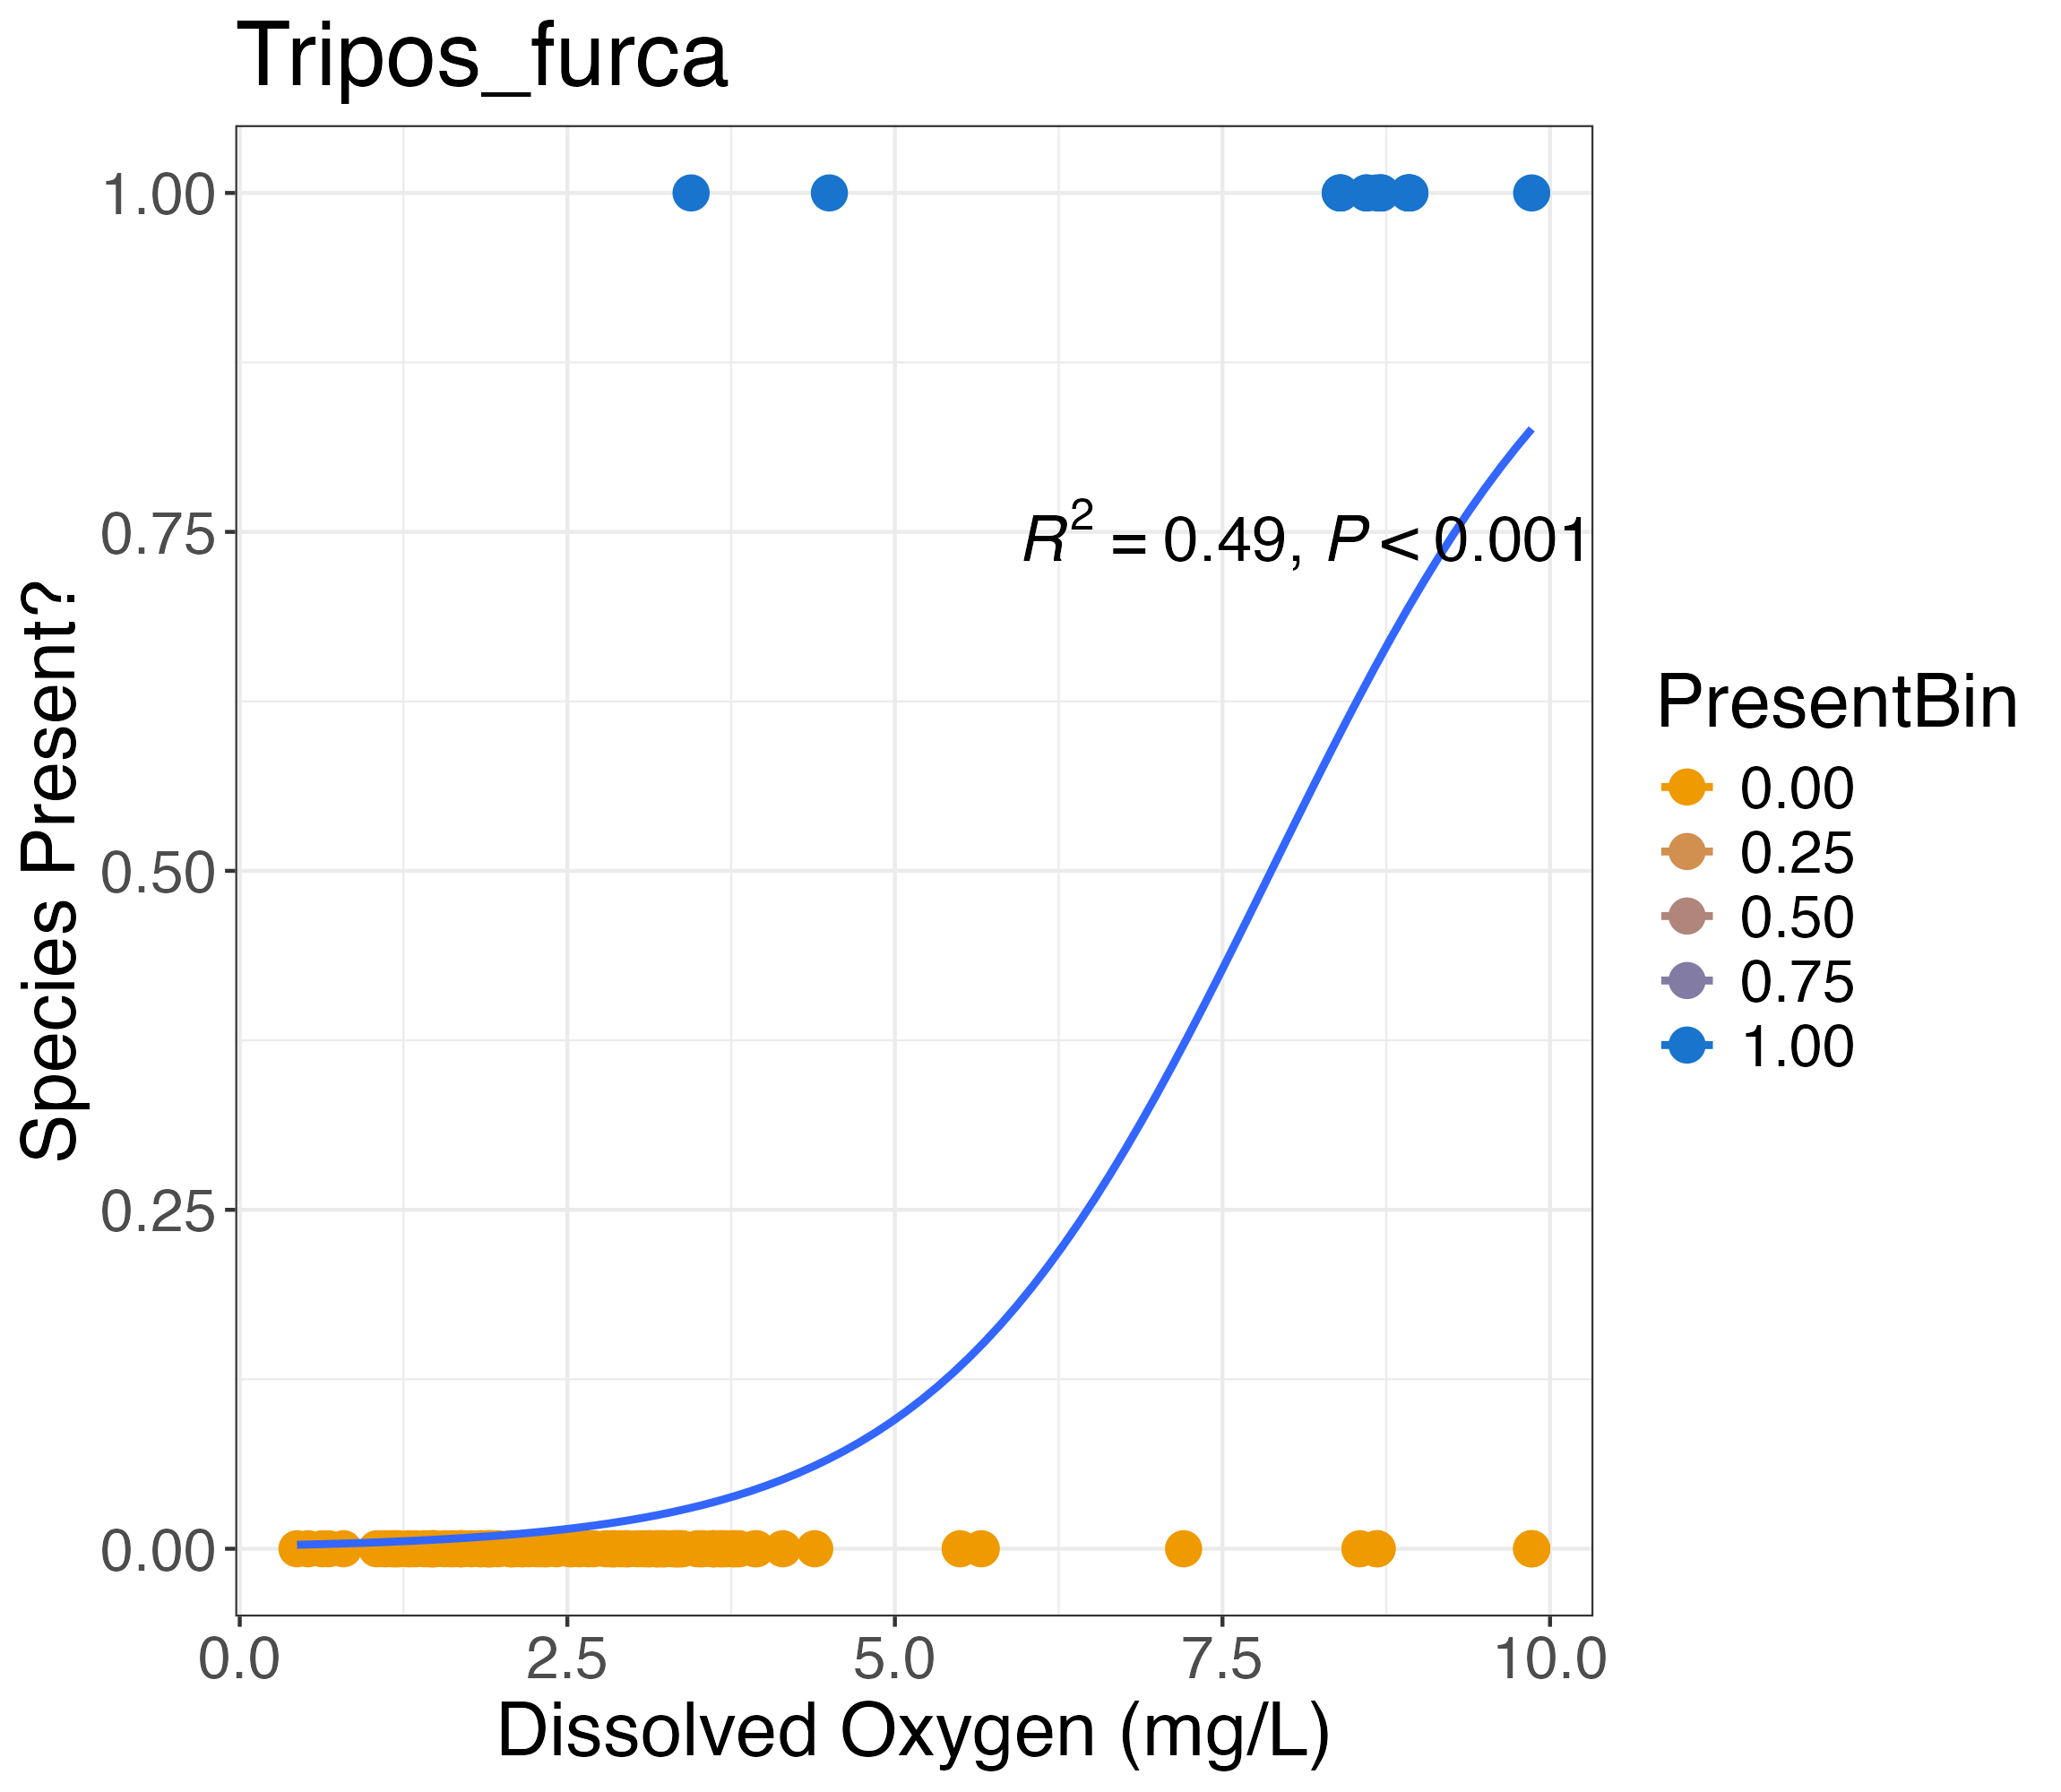 Tripos_furca
1.00
0.75
0.50
0.25
0.00
Species Present?
R² = 0.49, P < 0.001
0.0 2.5 5.0 7.5 10.0
Dissolved Oxygen (mg/L)
PresentBin
0.00
0.25
0.50
0.75
1.00